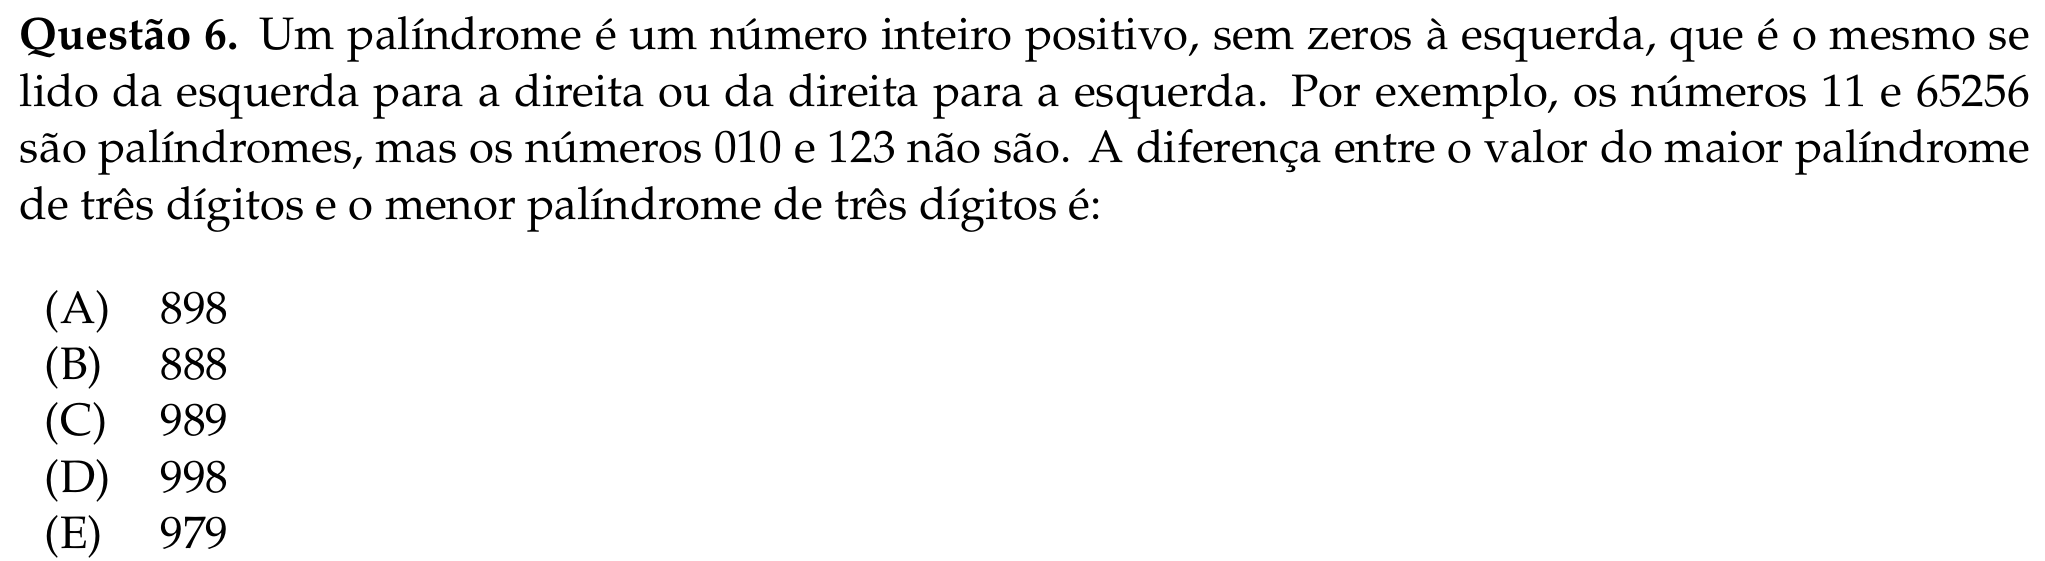 Questão 6. Um palíndrome é um número inteiro positivo, sem zeros à esquerda, que é o mesmo se
lido da esquerda para a direita ou da direita para a esquerda. Por exemplo, os números 11 e 65256
são palíndromes, mas os números 010 e 123 não são. A diferença entre o valor do maior palíndrome
de três dígitos e o menor palíndrome de três dígitos é:
(A) 898
(B) 888
(C) 989
(D) 998
(E) 979